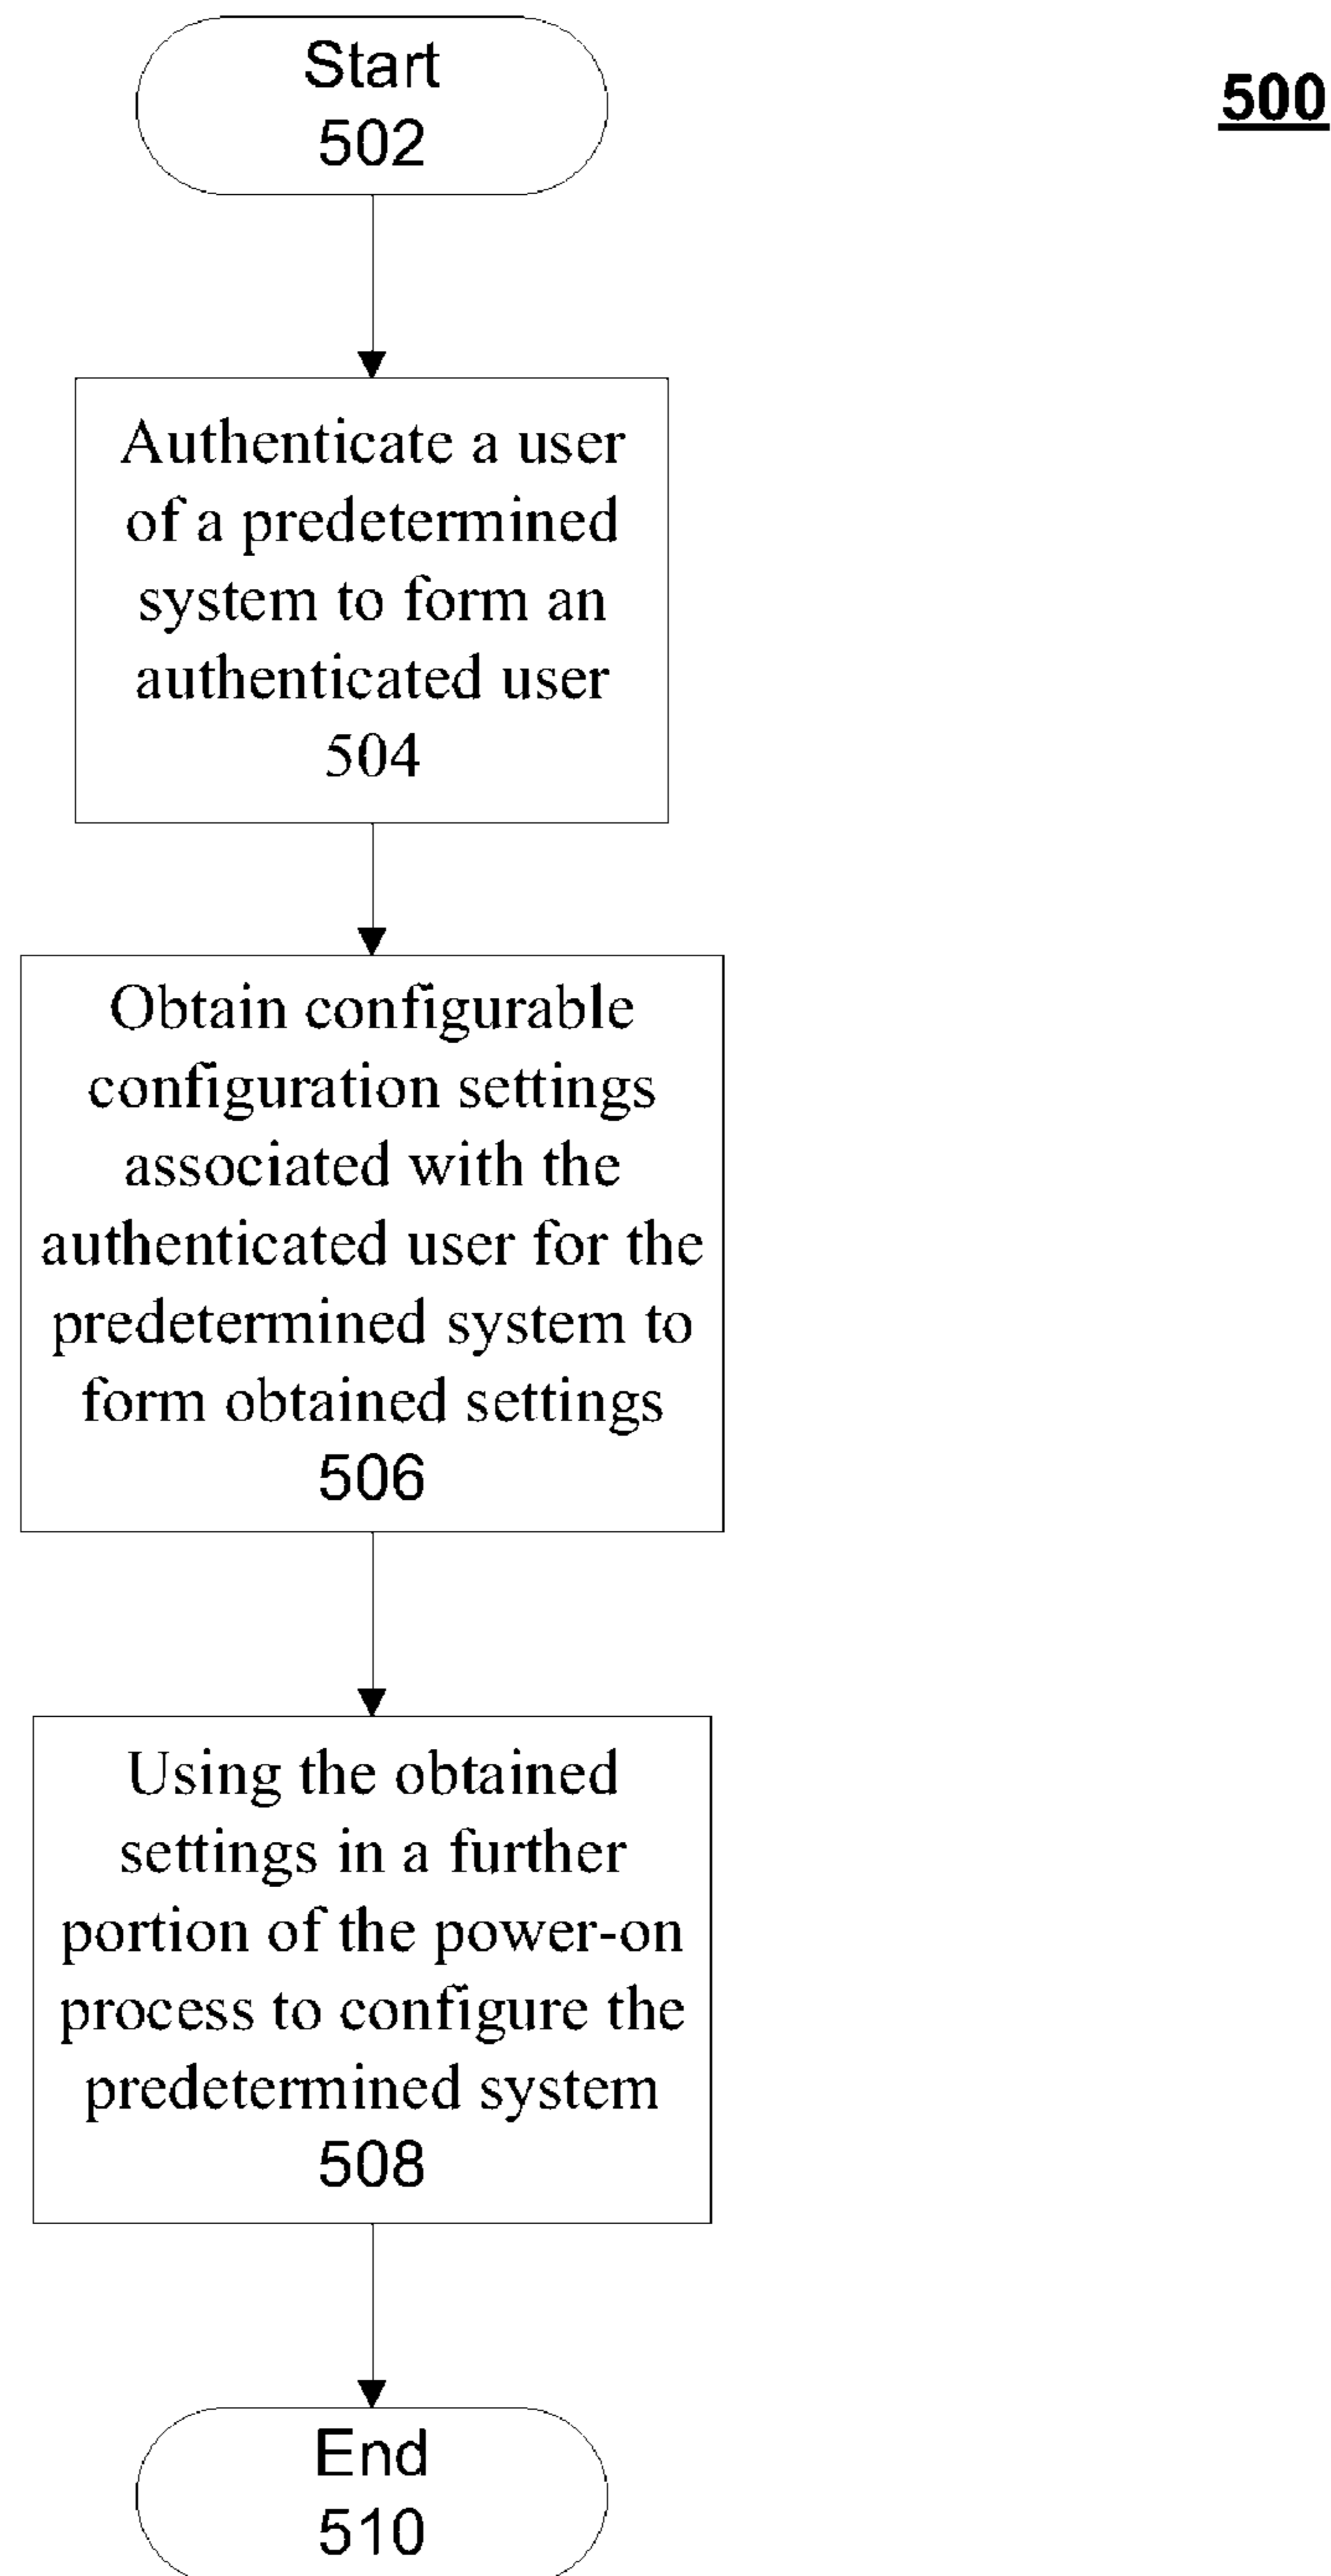 Start
502
500
Authenticate a user
of a predetermined
system to form an
authenticated user
504
Obtain configurable
configuration settings
associated with the
authenticated user for the
predetermined system to
form obtained settings
506
Using the obtained
settings in a further
portion of the power-on
process to configure the
predetermined system
508
End
510